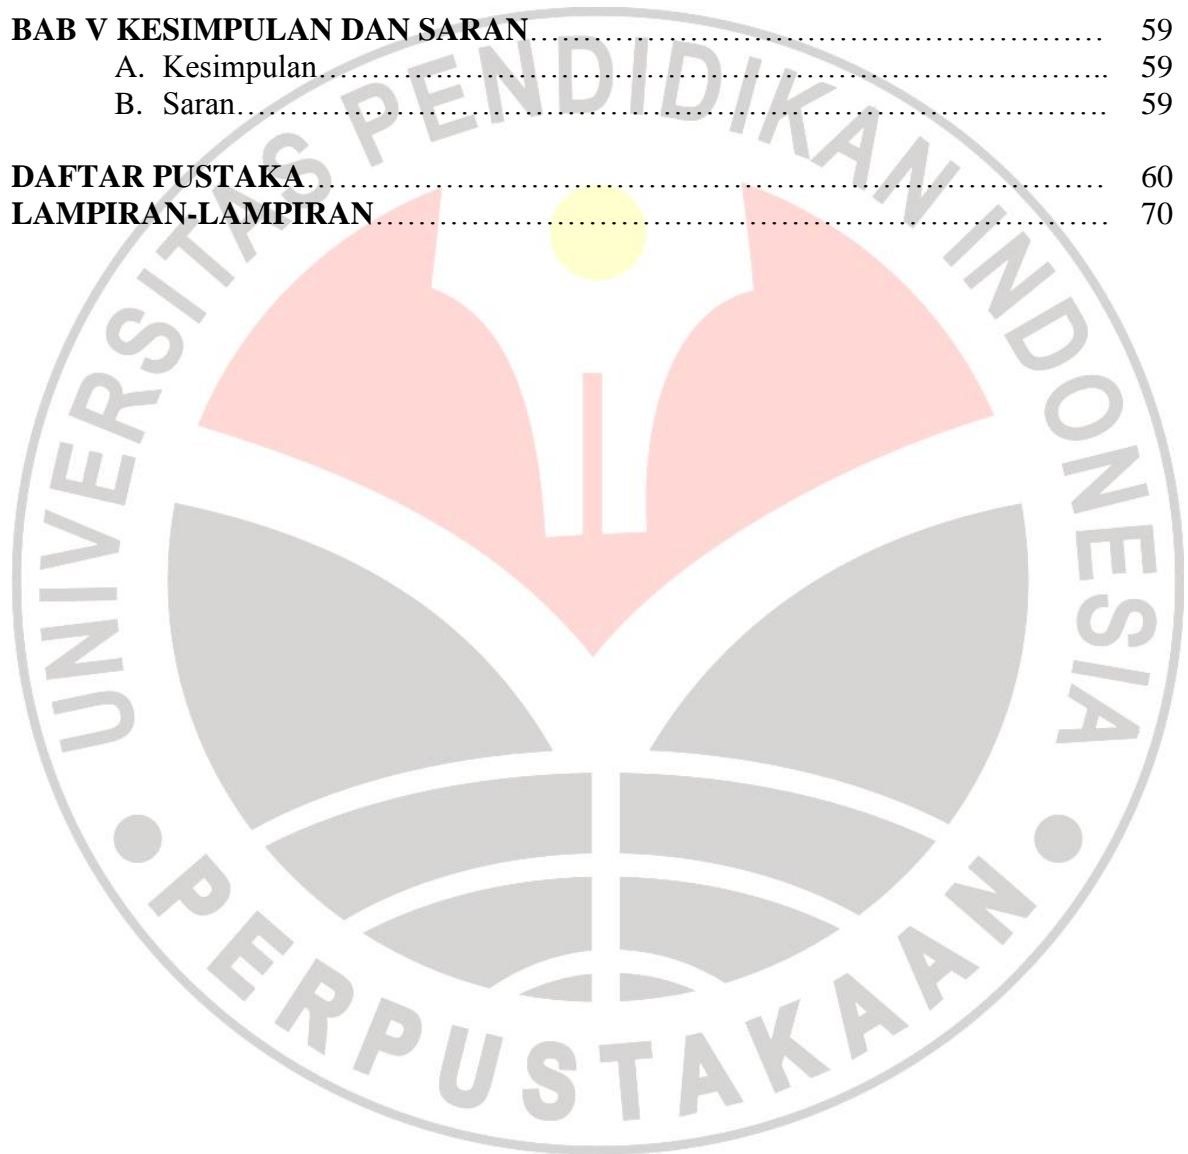 BAB V KESIMPULAN DAN SARAN……………………………………………… 59
A. Kesimpulan……………………………………………………………….. 59
B. Saran………………………………………………………………………. 59
DAFTAR PUSTAKA………………………………………………………………… 60
LAMPIRAN-LAMPIRAN…………………………………………………………… 70
UNIVERSITAS PENDIDIKAN INDONESIA
PERPUSTAKAAN